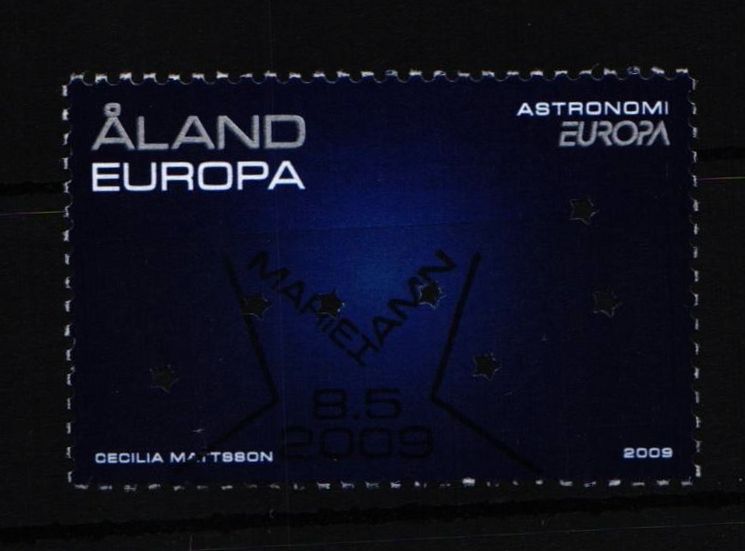 ÅLAND
EUROPA
ASTRONOMI
EUROPA
MARIEHAMN
8.5
2009
CECILIA MATTSSON
2009